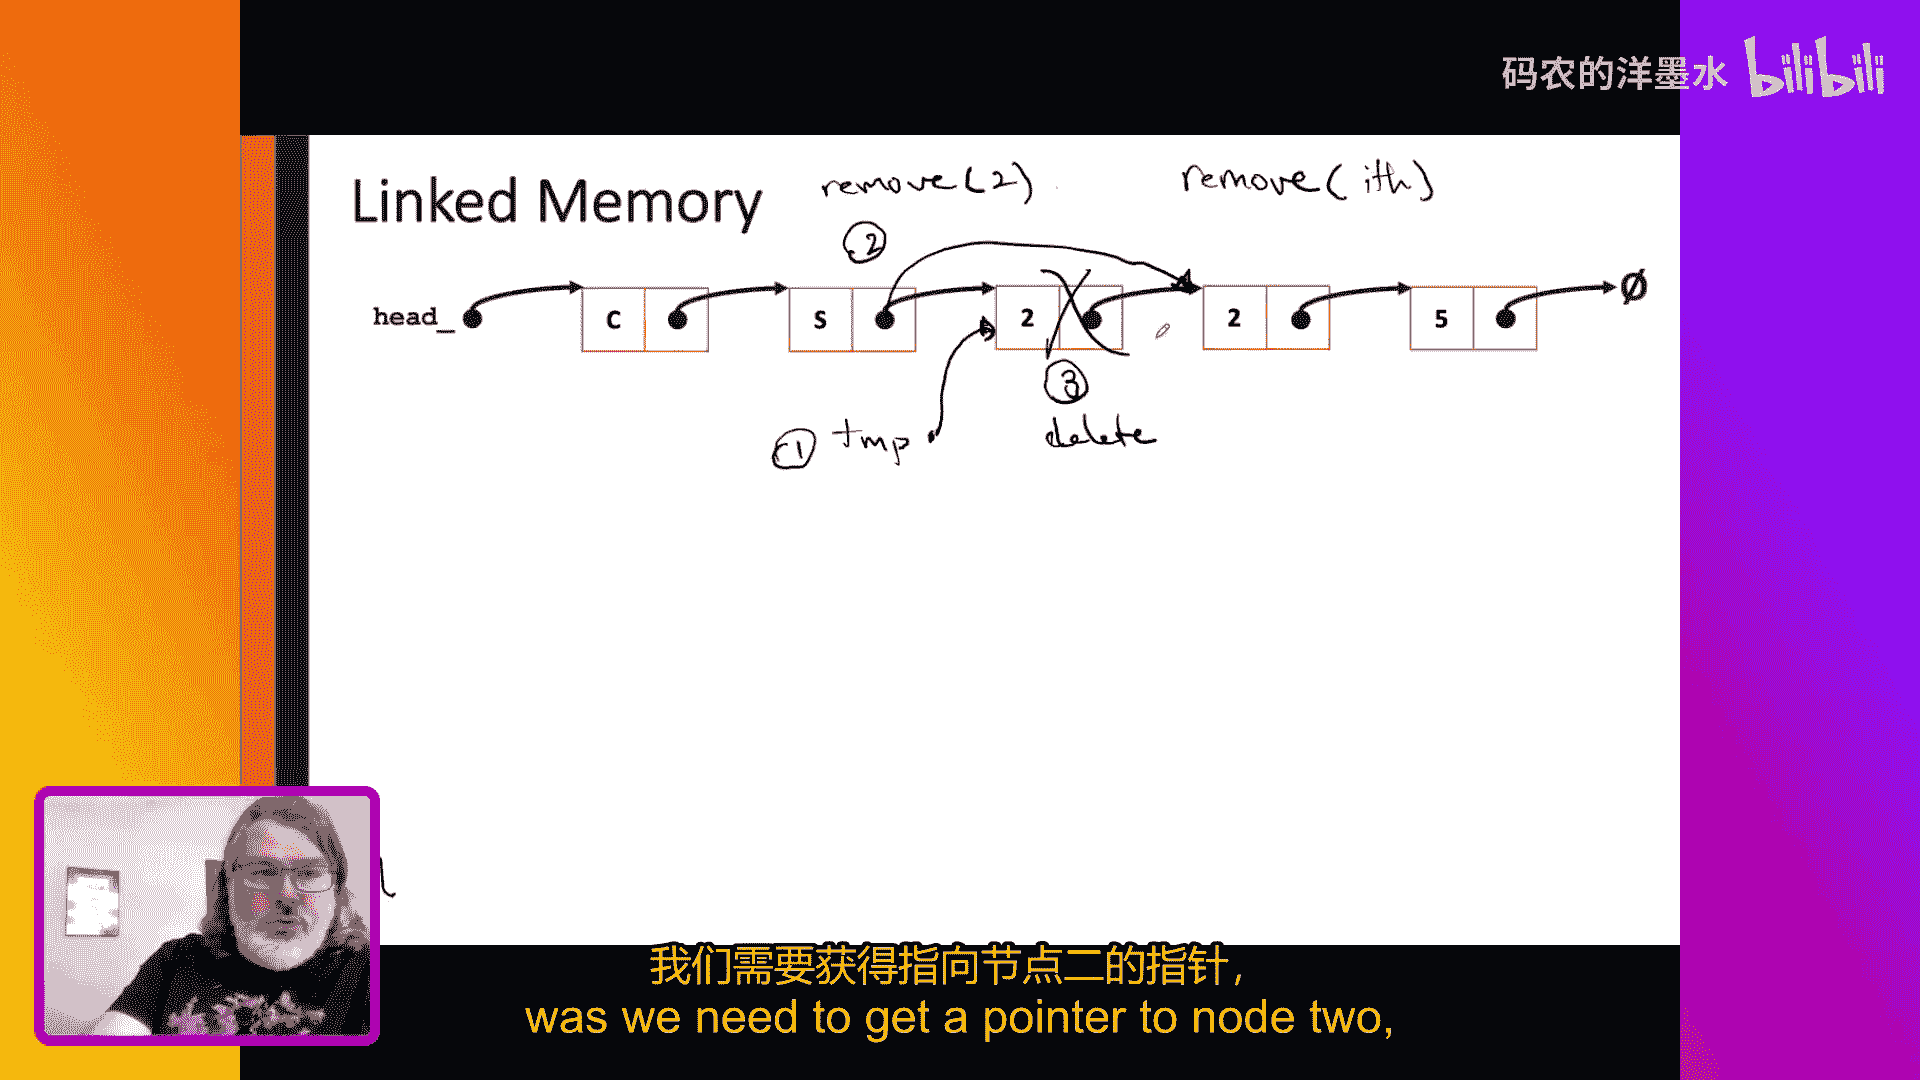 码农的洋墨水 bilibili
Linked Memory
remove(2)
remove(ith)
2
head_ C S 2 2 5 Ø
3
1 tmp
delete
我们需要获得指向节点二的指针，
was we need to get a pointer to node two,